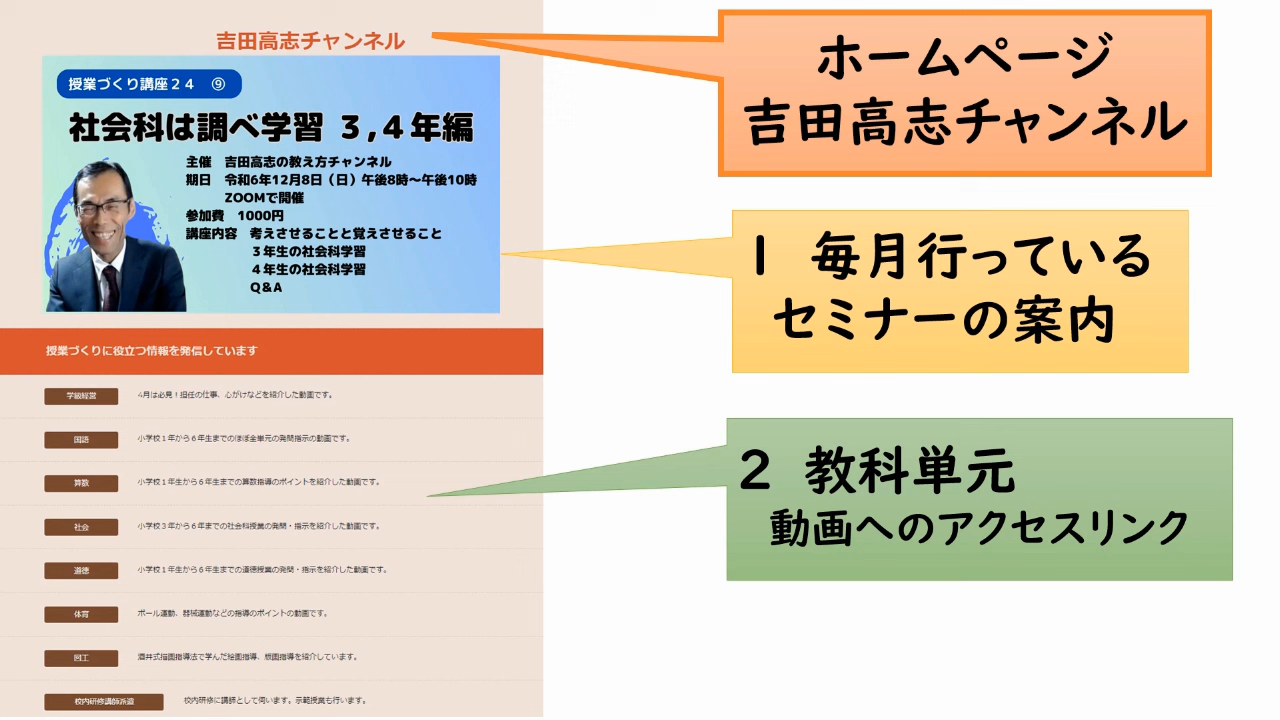 吉田高志チャンネル
授業づくり講座２４　⑨
社会科は調べ学習 ３,４年編
主催　吉田高志の教え方チャンネル
期日　令和6年12月8日（日）午後8時～午後10時
ZOOMで開催
参加費　1000円
講座内容　考えさせることと覚えさせること
３年生の社会科学習
４年生の社会科学習
Q&A
授業づくりに役立つ情報を発信しています
学級経営　4月は必見！担任の仕事、心がけなどを紹介した動画です。
国語　小学校１年から６年生までのほぼ全単元の発問指示の動画です。
算数　小学校１年生から６年生までの算数指導のポイントを紹介した動画です。
社会　小学校３年から６年までの社会科授業の発問・指示を紹介した動画です。
道徳　小学校１年生から６年生までの道徳授業の発問・指示を紹介した動画です。
体育　ボール運動、器械運動などの指導のポイントの動画です。
図工　酒井式描画指導法で学んだ絵画指導、版画指導を紹介しています。
校内研修講師派遣　校内研修に講師として伺います。示範授業も行います。
ホームページ
吉田高志チャンネル
１　毎月行っている
セミナーの案内
２　教科単元
動画へのアクセスリンク